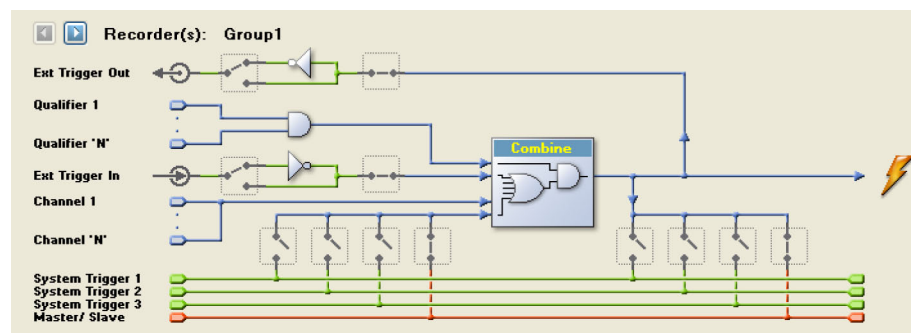 Recorder(s): Group1
Ext Trigger Out
Qualifier 1
Qualifier 'N'
Combine
Ext Trigger In
Channel 1
Channel 'N'
System Trigger 1
System Trigger 2
System Trigger 3
Master/ Slave